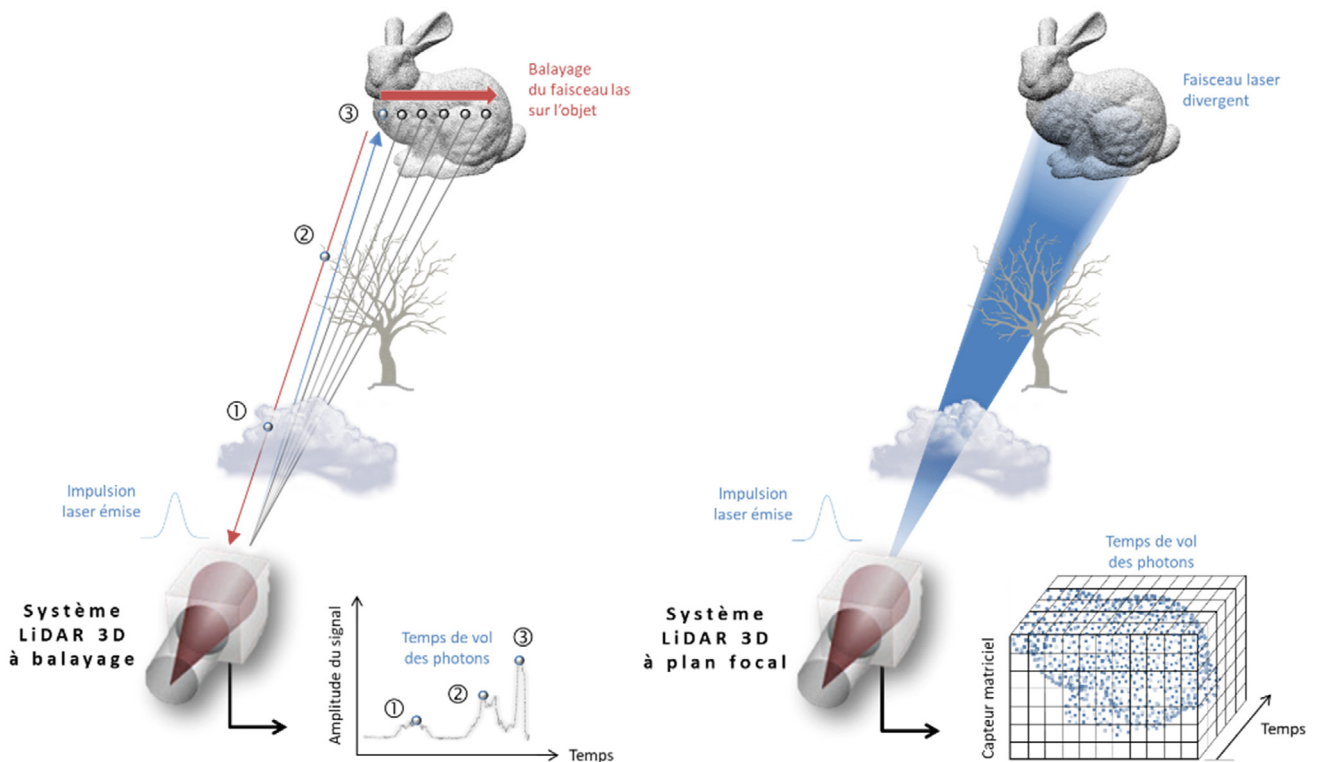 Balayage
du faisceau las
sur l'objet
③
②
①
Impulsion
laser émise
Système
LiDAR 3D
à balayage
Amplitude du signal
Temps de vol
des photons
①
②
③
Temps
Faisceau laser
divergent
Impulsion
laser émise
Système
LiDAR 3D
à plan focal
Temps de vol
des photons
Capteur matriciel
Temps